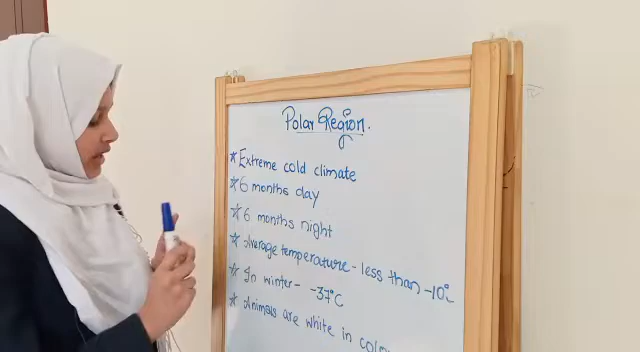 Polar Region.
* Extreme cold climate
* 6 months day
* 6 months night
* Average temperature - less than -10°c
* In winter - -37°C
* Animals are white in colou